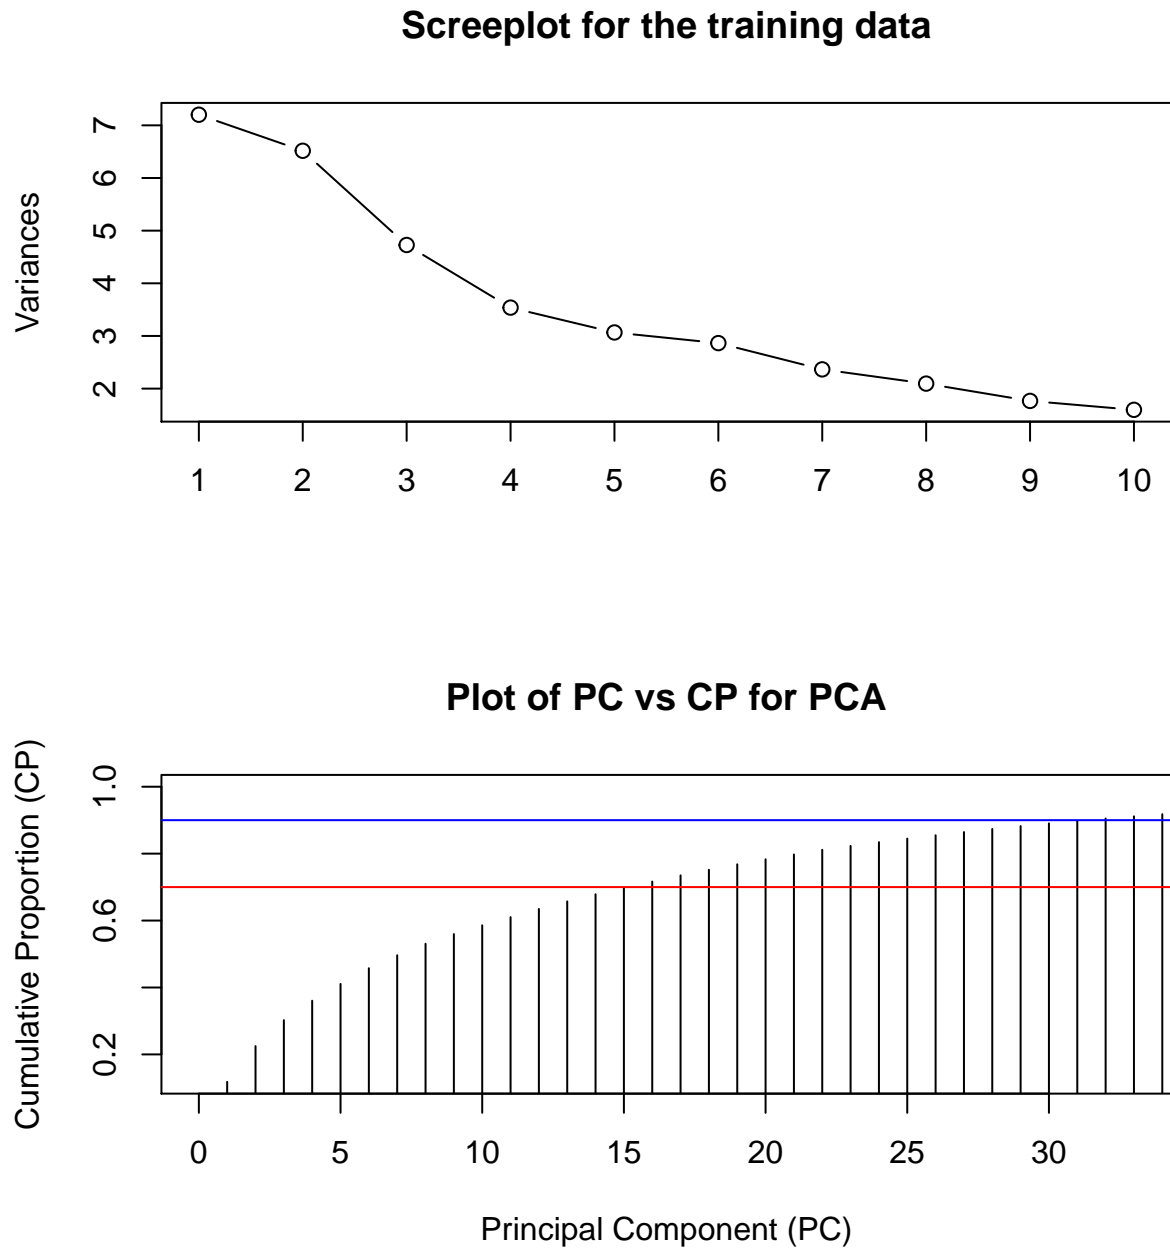 Screeplot for the training data
Variances
7
6
5
4
3
2
1 2 3 4 5 6 7 8 9 10
Plot of PC vs CP for PCA
Cumulative Proportion (CP)
1.0
0.6
0.2
0 5 10 15 20 25 30
Principal Component (PC)